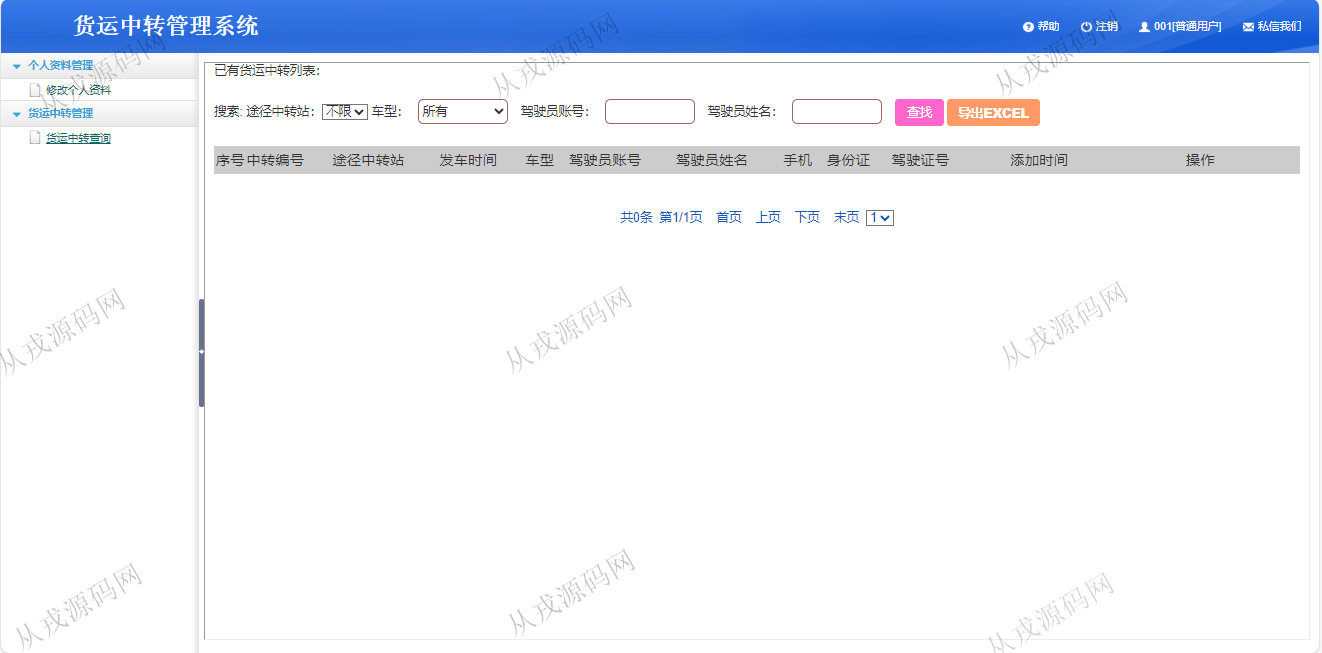 货运中转管理系统
帮助 注销 001[普通用户] 私信我们
个人资料管理
修改个人资料
货运中转管理
货运中转查询
已有货运中转列表：
搜索: 途径中转站： 不限 车型： 所有 驾驶员账号： 驾驶员姓名： 查找 导出EXCEL
序号 中转编号 途径中转站 发车时间 车型 驾驶员账号 驾驶员姓名 手机 身份证 驾驶证号 添加时间 操作
共0条 第1/1页 首页 上页 下页 末页 1
从戎源码网
从戎源码网
从戎源码网
从戎源码网
从戎源码网
从戎源码网
从戎源码网
从戎源码网
从戎源码网